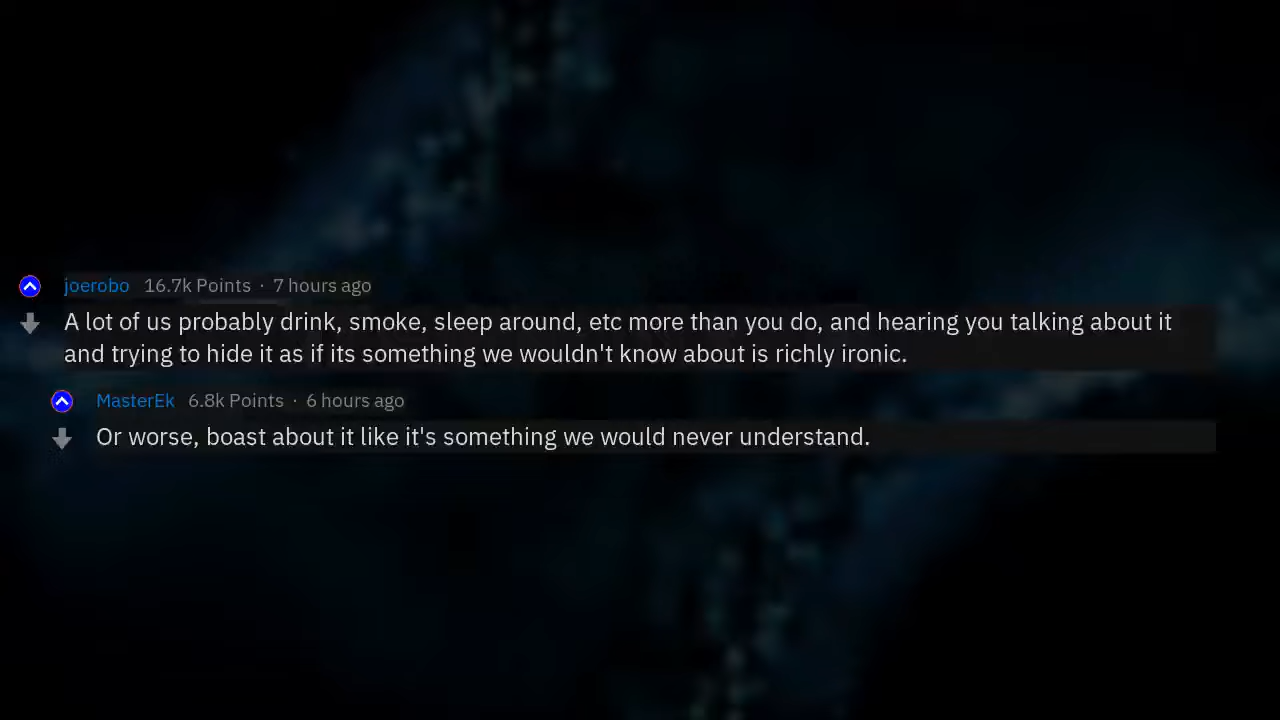 joerobo 16.7k Points · 7 hours ago
A lot of us probably drink, smoke, sleep around, etc more than you do, and hearing you talking about it
and trying to hide it as if its something we wouldn't know about is richly ironic.
MasterEk 6.8k Points · 6 hours ago
Or worse, boast about it like it's something we would never understand.